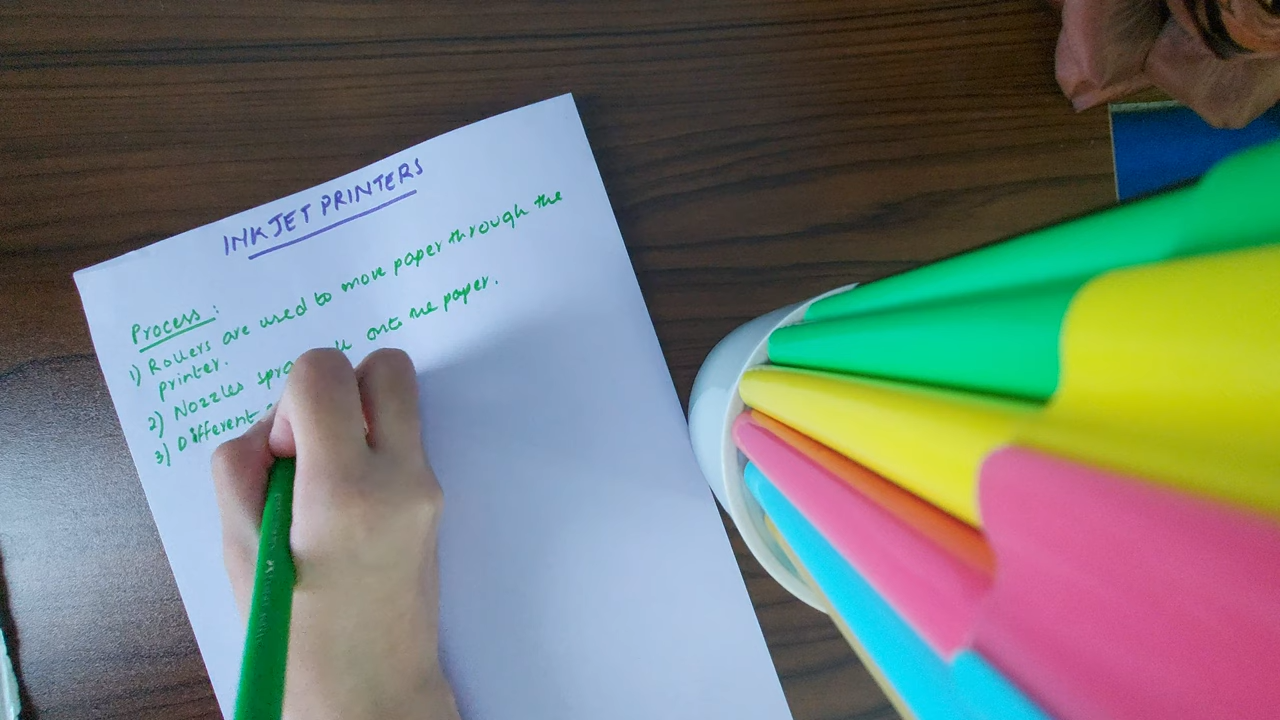 INKJET PRINTERS
Process:
1) Rollers are used to move paper through the
printer.
2) Nozzles onto the paper.
3) Different